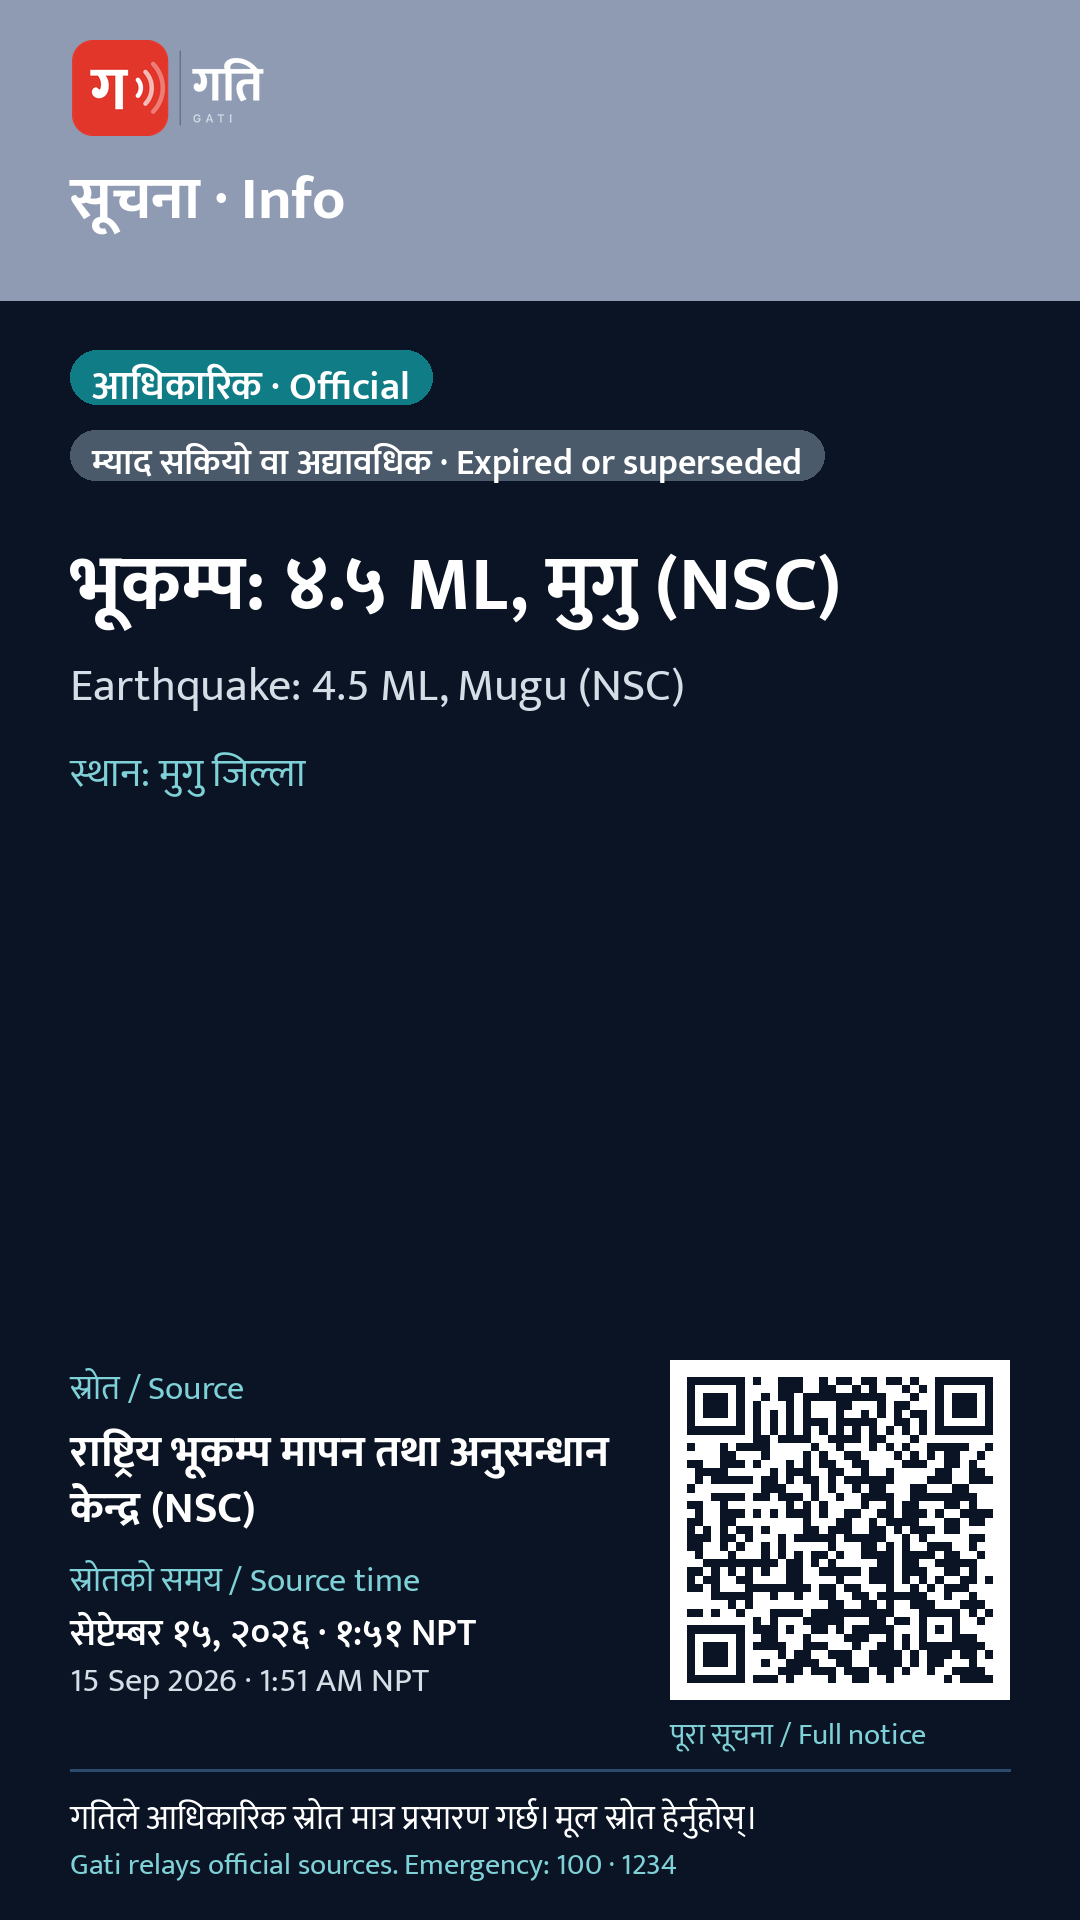 ग
गति
GATI
सूचना · Info
आधिकारिक · Official
म्याद सकियो वा अद्यावधिक · Expired or superseded
भूकम्प: ४.५ ML, मुगु (NSC)
Earthquake: 4.5 ML, Mugu (NSC)
स्थान: मुगु जिल्ला
स्रोत / Source
राष्ट्रिय भूकम्प मापन तथा अनुसन्धान
केन्द्र (NSC)
स्रोतको समय / Source time
सेप्टेम्बर १५, २०२६ · १:५१ NPT
15 Sep 2026 · 1:51 AM NPT
पूरा सूचना / Full notice
गतिले आधिकारिक स्रोत मात्र प्रसारण गर्छ। मूल स्रोत हेर्नुहोस्।
Gati relays official sources. Emergency: 100 · 1234